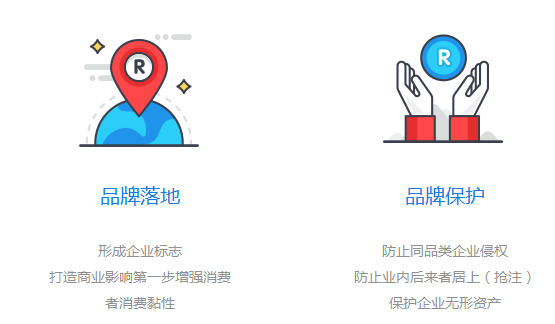 R
R
品牌落地
品牌保护
形成企业标志
打造商业影响第一步增强消费
者消费黏性
防止同品类企业侵权
防止业内后来者居上（抢注）
保护企业无形资产